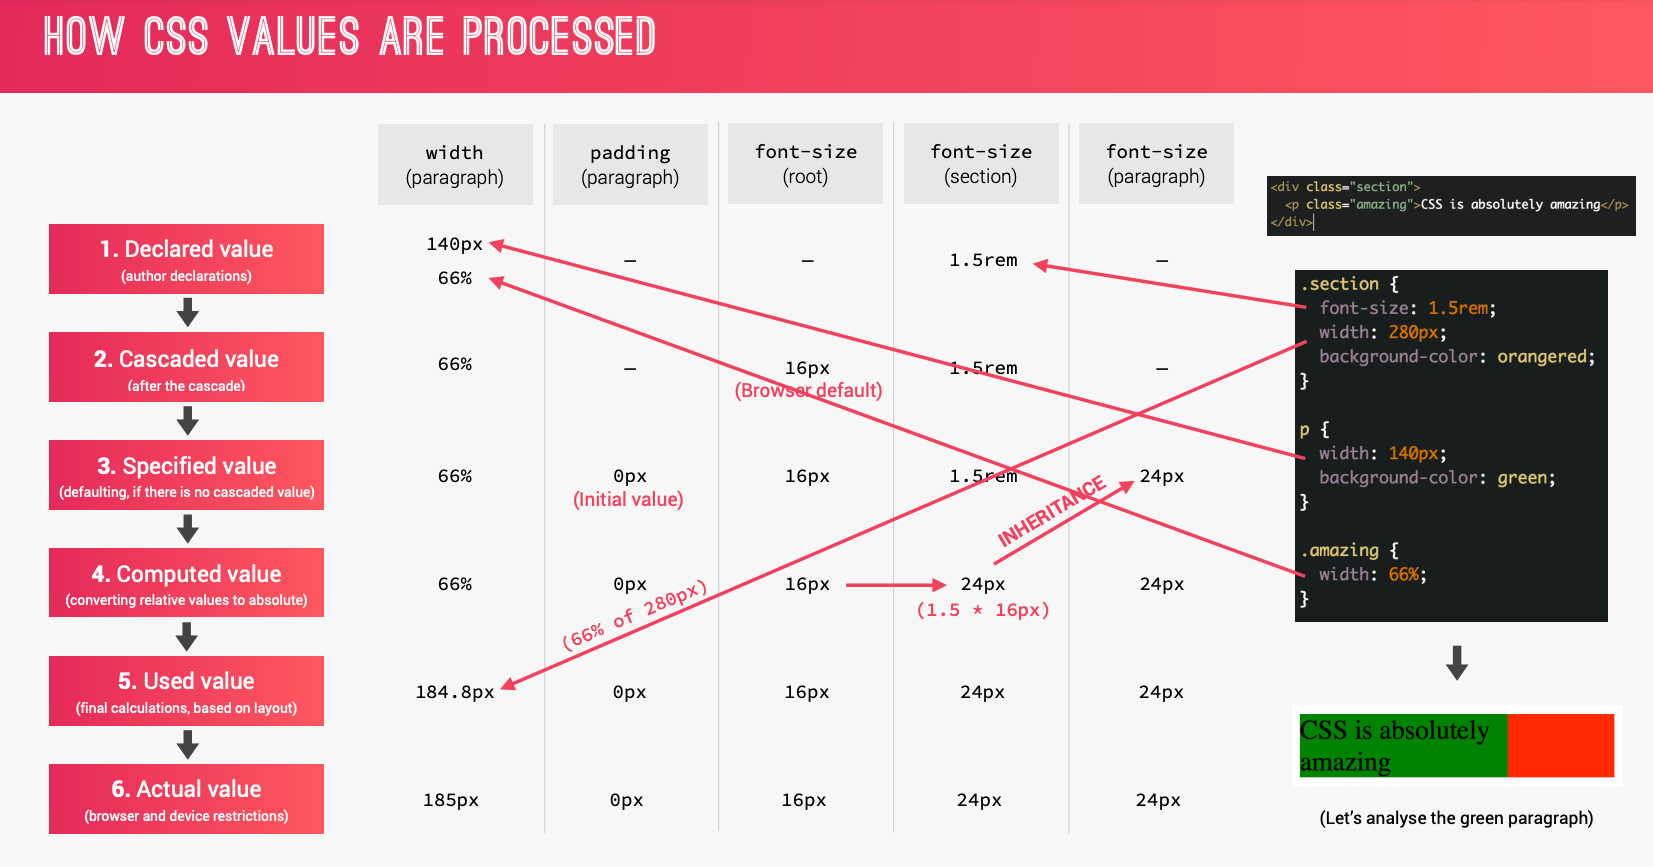 HOW CSS VALUES ARE PROCESSED
width
(paragraph)
padding
(paragraph)
font-size
(root)
font-size
(section)
font-size
(paragraph)
1. Declared value
(author declarations)
140px
66%
–
–
1.5rem
–
2. Cascaded value
(after the cascade)
66%
–
16px
(Browser default)
1.5rem
–
3. Specified value
(defaulting, if there is no cascaded value)
66%
0px
(Initial value)
16px
1.5rem
INHERITANCE
24px
4. Computed value
(converting relative values to absolute)
66%
0px
16px
24px
(1.5 * 16px)
24px
(66% of 280px)
5. Used value
(final calculations, based on layout)
184.8px
0px
16px
24px
24px
6. Actual value
(browser and device restrictions)
185px
0px
16px
24px
24px
<div class="section">
<p class="amazing">CSS is absolutely amazing</p>
</div>
.section {
font-size: 1.5rem;
width: 280px;
background-color: orangered;
}
p {
width: 140px;
background-color: green;
}
.amazing {
width: 66%;
}
CSS is absolutely
amazing
(Let's analyse the green paragraph)